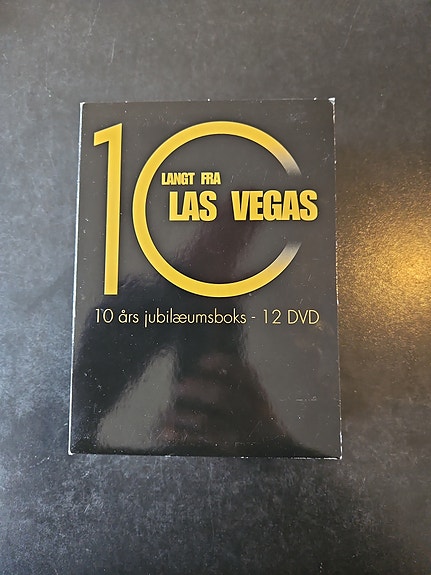 10
LANGT FRA
LAS VEGAS
10 års jubilæumsboks - 12 DVD